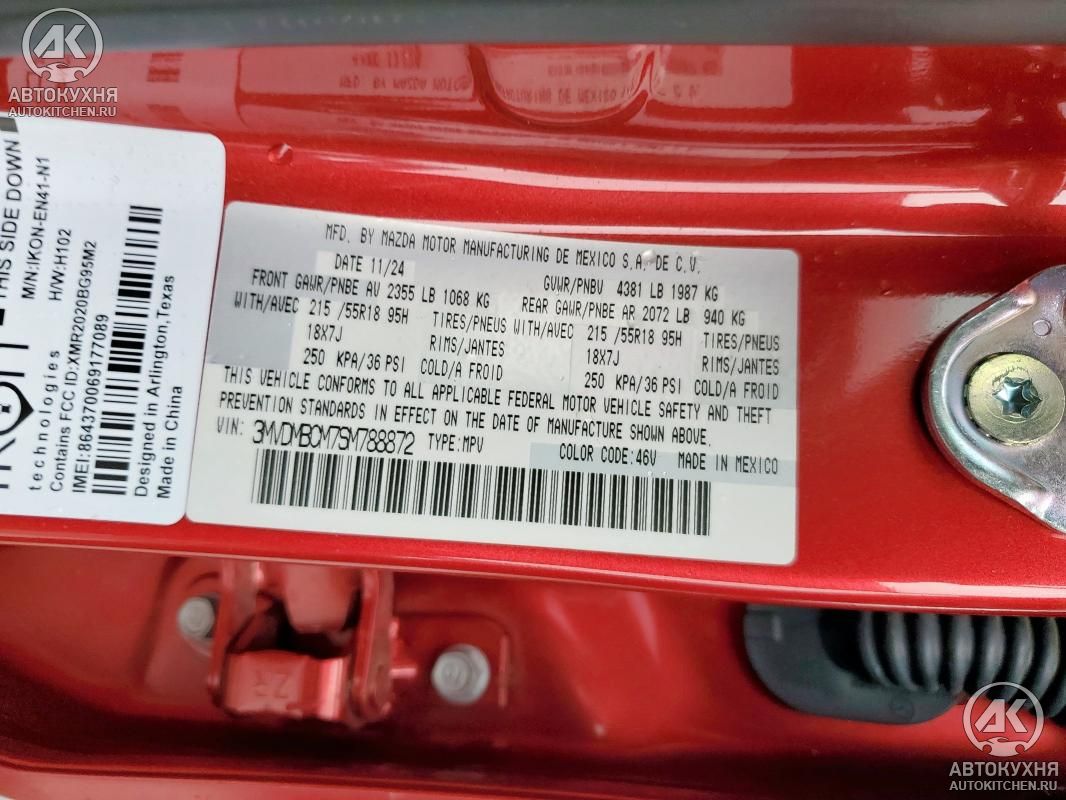 АВТОКУХНЯ
AUTOKITCHEN.RU
THIS SIDE DOWN
M/N:IKON-EN41-N1
H/W:H102
technologies
Contains FCC ID:XMR2020BG95M2
IMEI:864370069177089
Designed in Arlington,Texas
Made in China
MFD. BY MAZDA MOTOR MANUFACTURING DE MEXICO S.A. DE C.V.
DATE 11/24 GVWR/PNBV 4381 LB 1987 KG
FRONT GAWR/PNBE AV 2355 LB 1068 KG REAR GAWR/PNBE AR 2072 LB 940 KG
WITH/AVEC 215 /55R18 95H TIRES/PNEUS WITH/AVEC 215 /55R18 95H TIRES/PNEUS
18X7J RIMS/JANTES 18X7J RIMS/JANTES
250 KPA/36 PSI COLD/A FROID 250 KPA/36 PSI COLD/A FROID
THIS VEHICLE CONFORMS TO ALL APPLICABLE FEDERAL MOTOR VEHICLE SAFETY AND THEFT
PREVENTION STANDARDS IN EFFECT ON THE DATE OF MANUFACTURE SHOWN ABOVE.
VIN: 3MVDMBCM7SM788872 TYPE:MPV COLOR CODE:46V MADE IN MEXICO
ZR
АВТОКУХНЯ
AUTOKITCHEN.RU